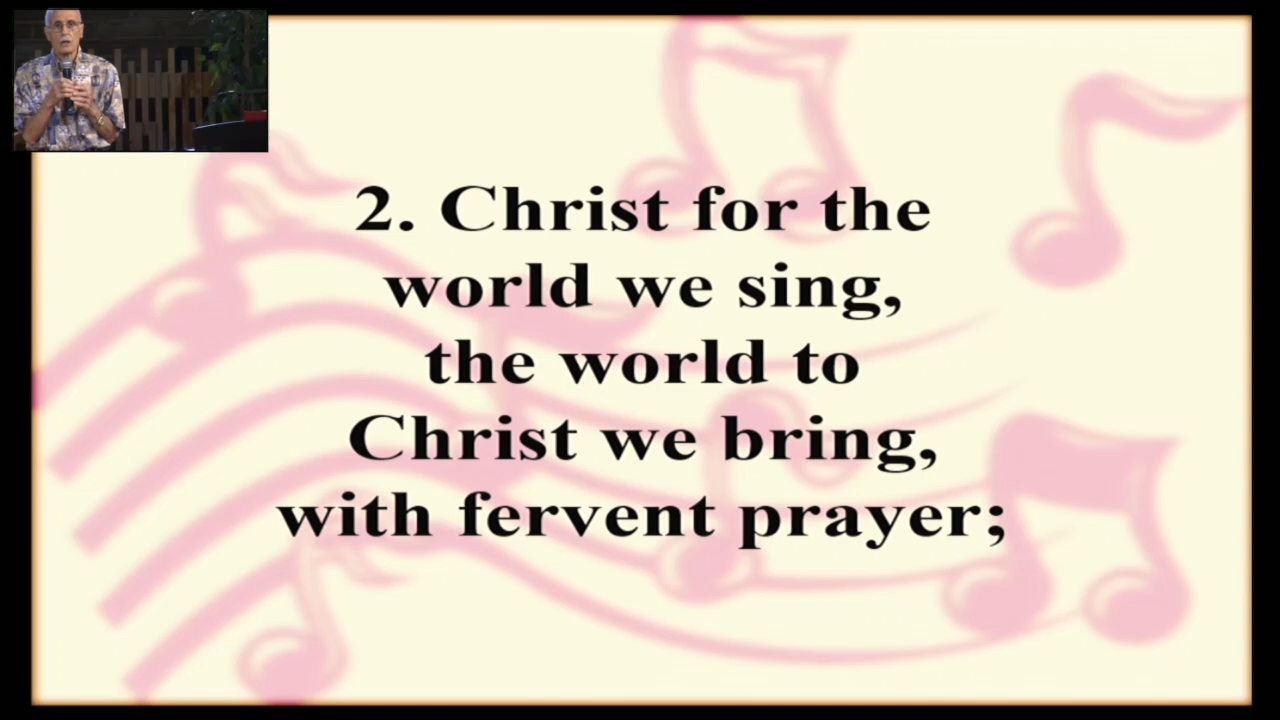 2. Christ for the
world we sing,
the world to
Christ we bring,
with fervent prayer;